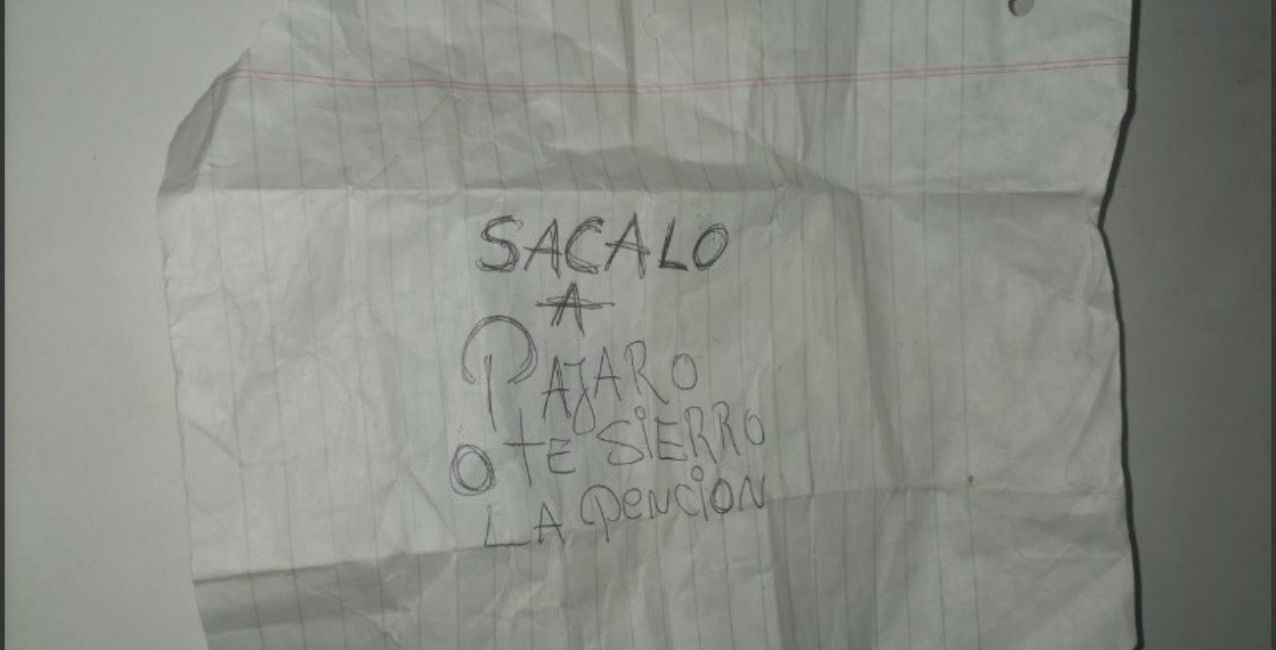 SACALO
A
PAJARO
O TE SiERRO
LA PENCiON